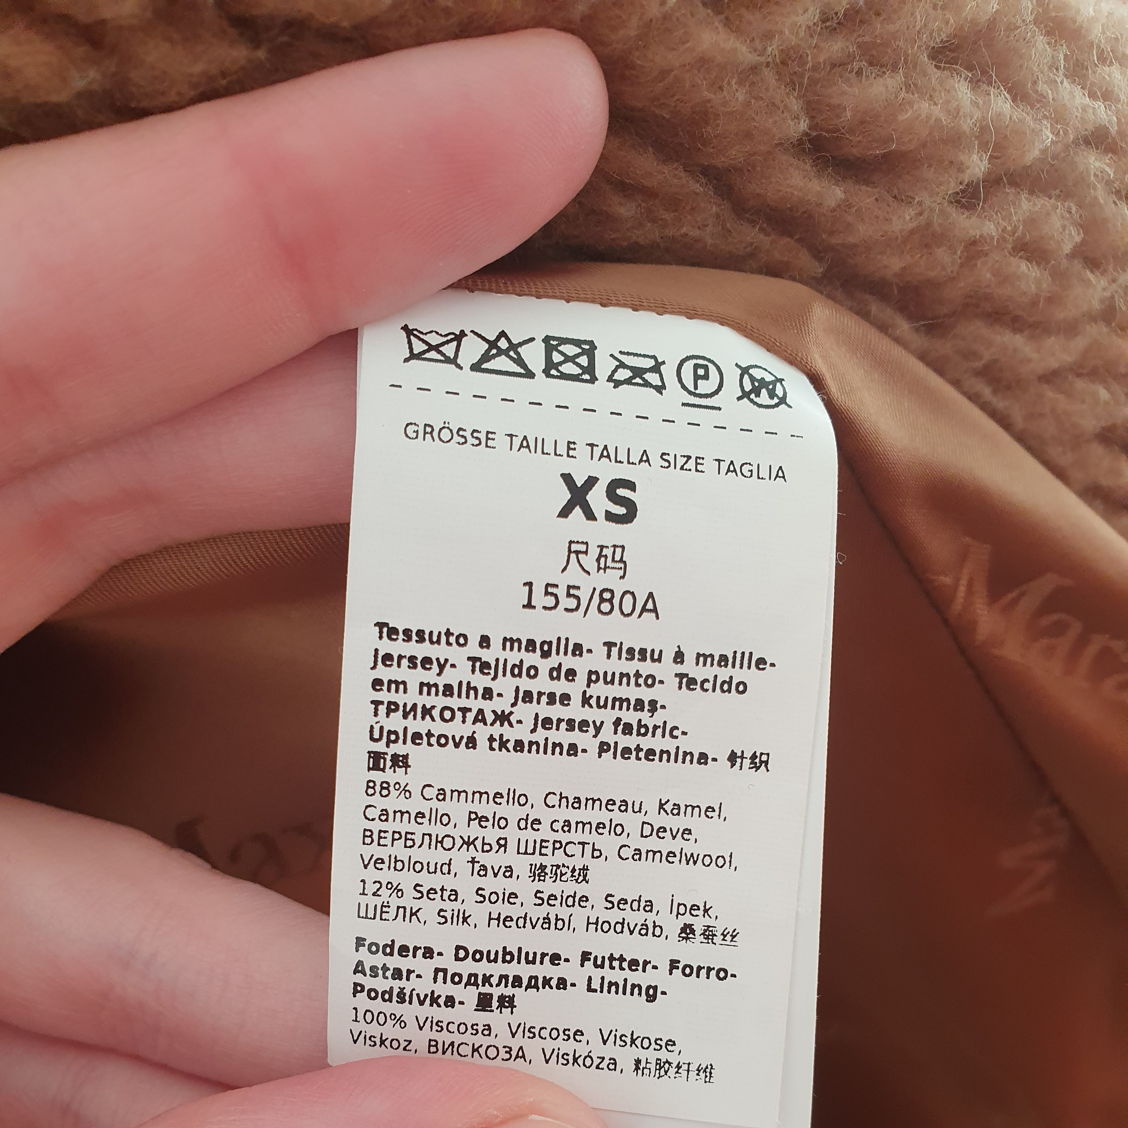 P
W
GRÖSSE TAILLE TALLA SIZE TAGLIA
XS
尺码
155/80A
Tessuto a maglia- Tissu à maille-
Jersey- Tejido de punto- Tecido
em malha- Jarse kumaş-
ТРИКОТАЖ- Jersey fabric-
Úpletová tkanina- Pletenina- 针织
面料
88% Cammello, Chameau, Kamel,
Camello, Pelo de camelo, Deve,
ВЕРБЛЮЖЬЯ ШЕРСТЬ, Camelwool,
Velbloud, Ťava, 骆驼绒
12% Seta, Soie, Seide, Seda, İpek,
ШЁЛК, Silk, Hedvábí, Hodváb, 桑蚕丝
Fodera- Doublure- Futter- Forro-
Astar- Подкладка- Lining-
Podšívka- 里料
100% Viscosa, Viscose, Viskose,
Viskoz, ВИСКОЗА, Viskóza, 粘胶纤维
Mara
Max